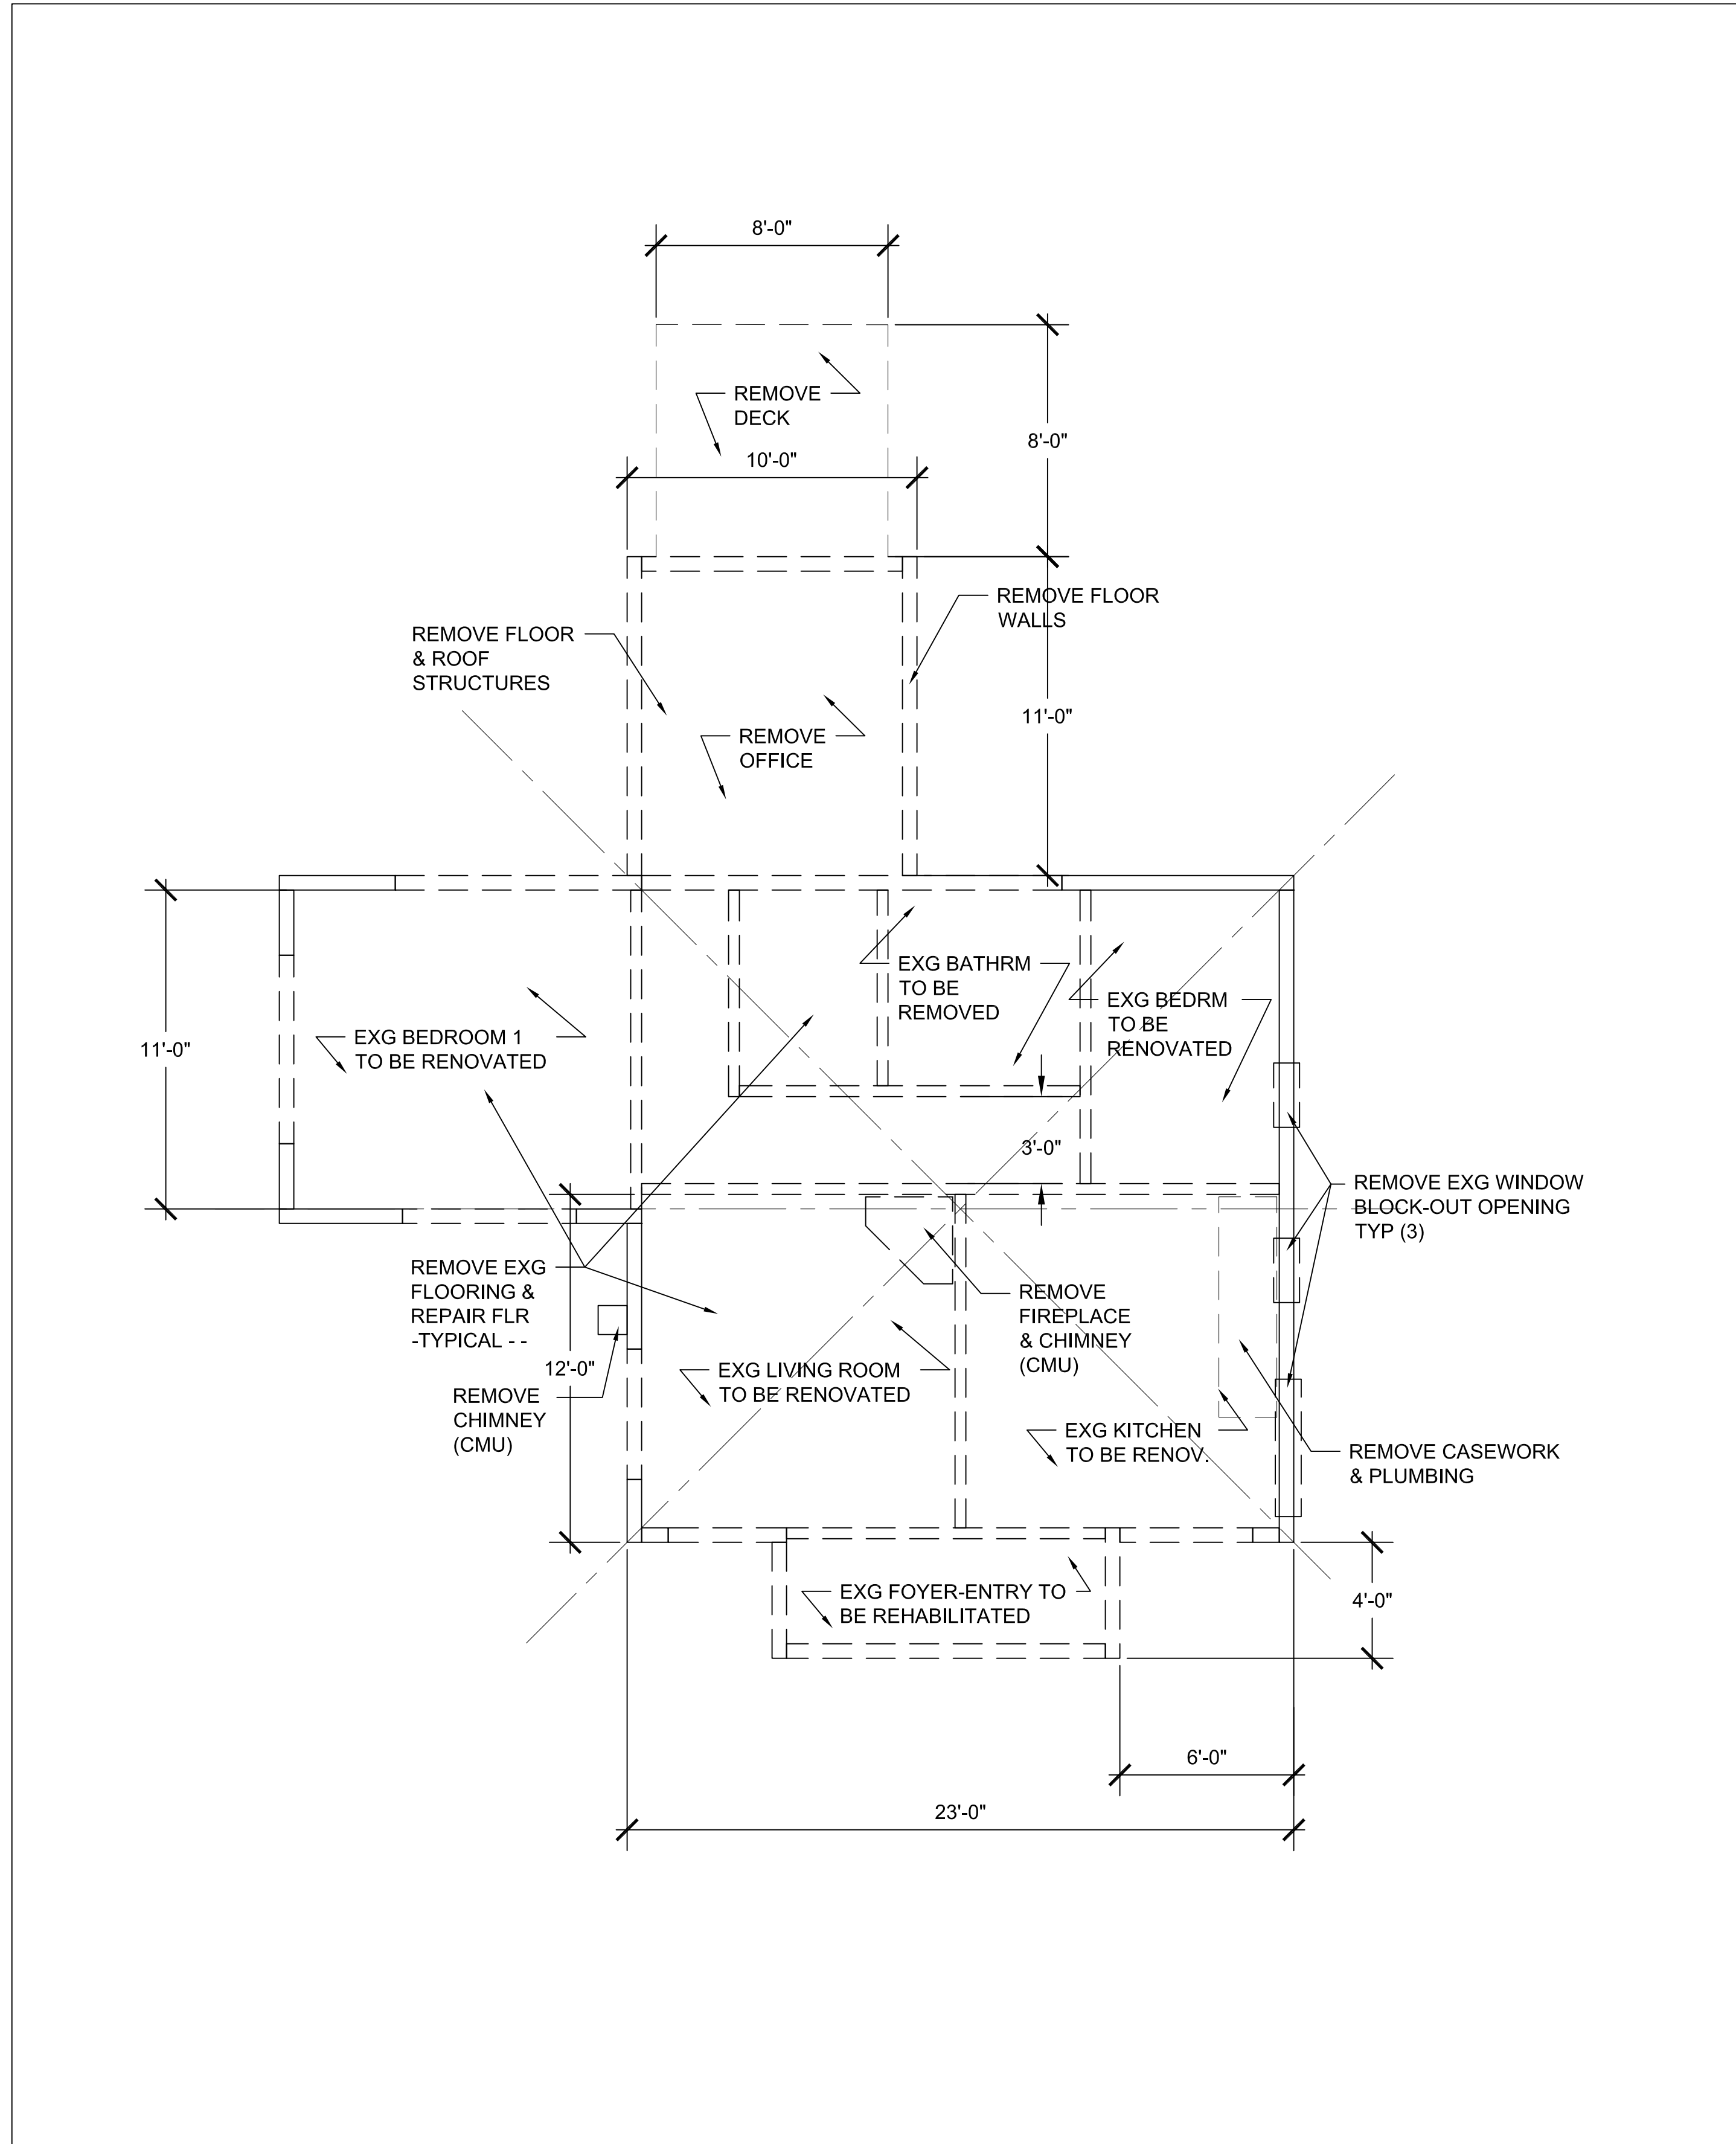 8'-0"
REMOVE
DECK
8'-0"
10'-0"
REMOVE FLOOR
WALLS
REMOVE FLOOR
& ROOF
STRUCTURES
11'-0"
REMOVE
OFFICE
EXG BATHRM
TO BE
REMOVED
EXG BEDRM
TO BE
RENOVATED
EXG BEDROOM 1
TO BE RENOVATED
11'-0"
3'-0"
REMOVE EXG WINDOW
BLOCK-OUT OPENING
TYP (3)
REMOVE EXG
FLOORING &
REPAIR FLR
-TYPICAL - -
REMOVE
FIREPLACE
& CHIMNEY
(CMU)
12'-0"
EXG LIVING ROOM
TO BE RENOVATED
REMOVE
CHIMNEY
(CMU)
EXG KITCHEN
TO BE RENOV.
REMOVE CASEWORK
& PLUMBING
EXG FOYER-ENTRY TO
BE REHABILITATED
4'-0"
6'-0"
23'-0"